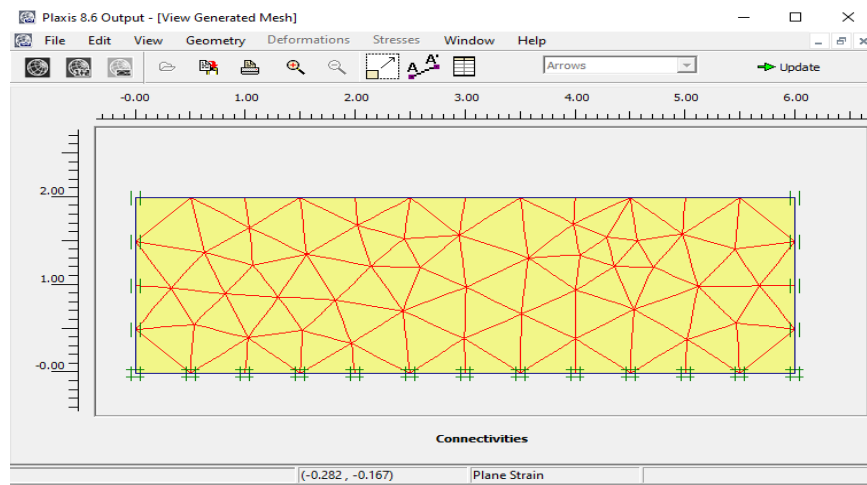 Plaxis 8.6 Output - [View Generated Mesh]
File Edit View Geometry Deformations Stresses Window Help
Arrows Update
-0.00 1.00 2.00 3.00 4.00 5.00 6.00
2.00
1.00
-0.00
Connectivities
(-0.282 , -0.167) Plane Strain